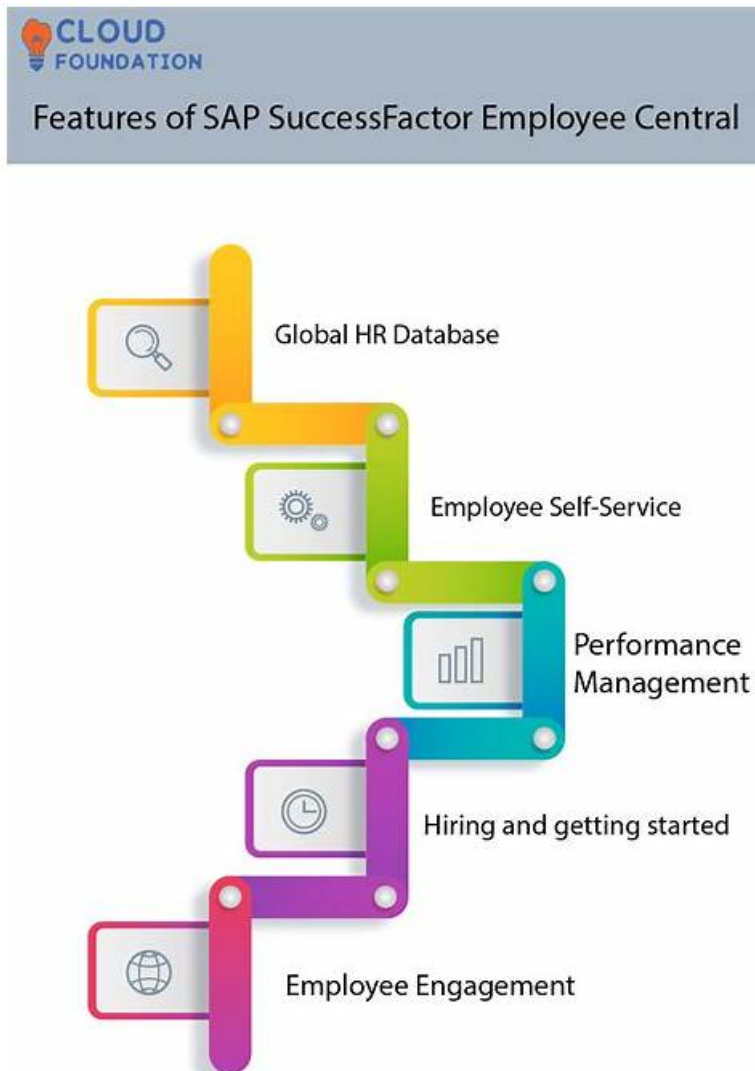 CLOUD
FOUNDATION
Features of SAP SuccessFactor Employee Central
Global HR Database
Employee Self-Service
Performance
Management
Hiring and getting started
Employee Engagement